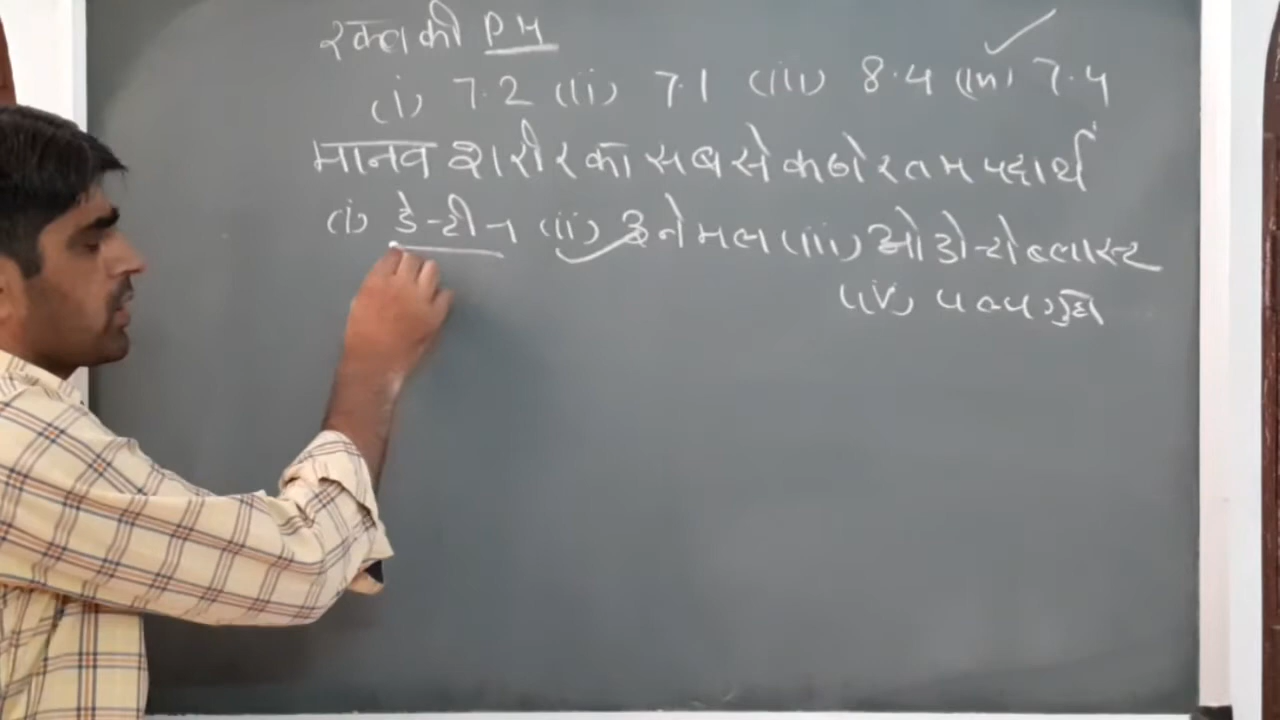 रक्त की PH
(i) 7.2 (ii) 7.1 (iii) 8.4 (iv) 7.4
मानव शरीर का सबसे कठोरतम पदार्थ
(i) डेन्टीन (ii) इनेमल (iii) ओडोन्टोब्लास्ट
(iv) पल्पगुहा